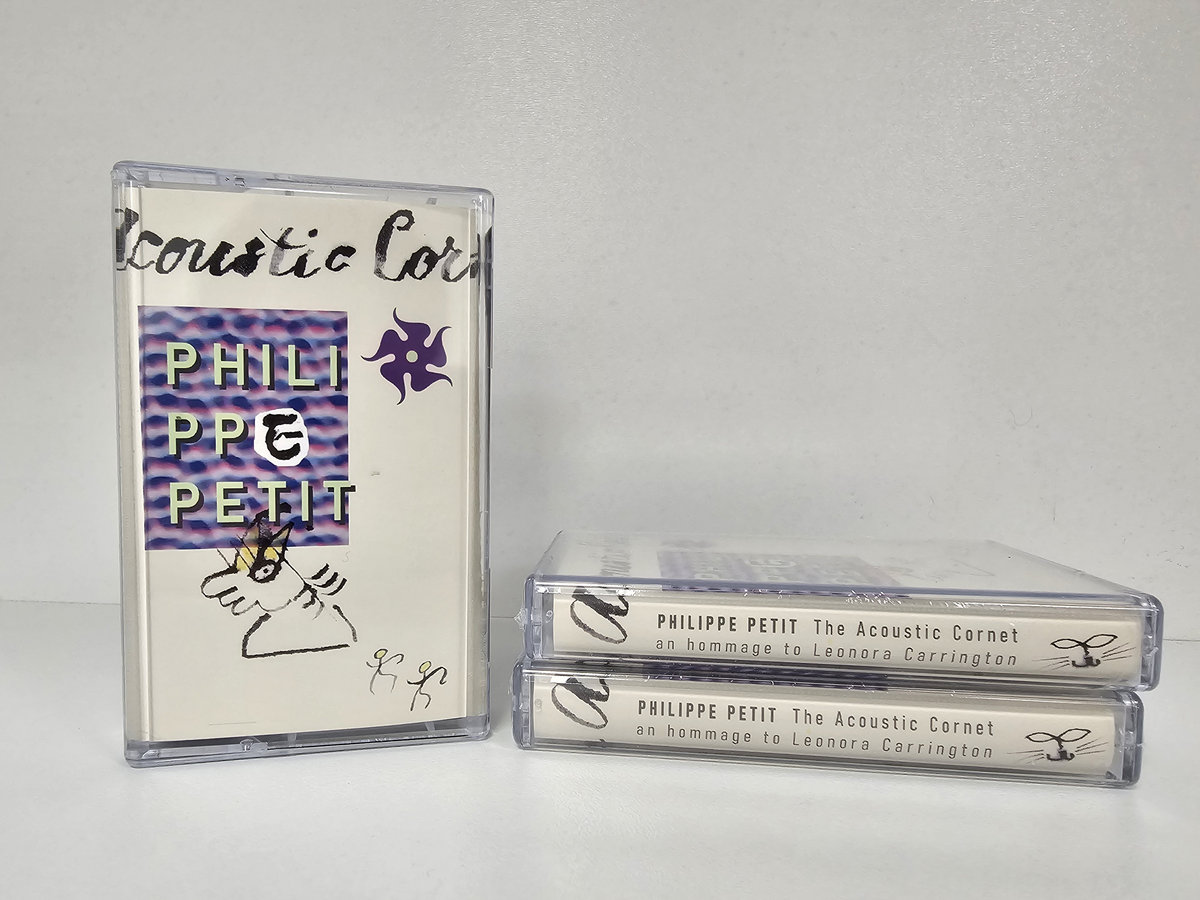 Acoustic Cor
PHILI
PPE
PETIT
a
PHILIPPE PETIT The Acoustic Cornet
an hommage to Leonora Carrington
a
PHILIPPE PETIT The Acoustic Cornet
an hommage to Leonora Carrington